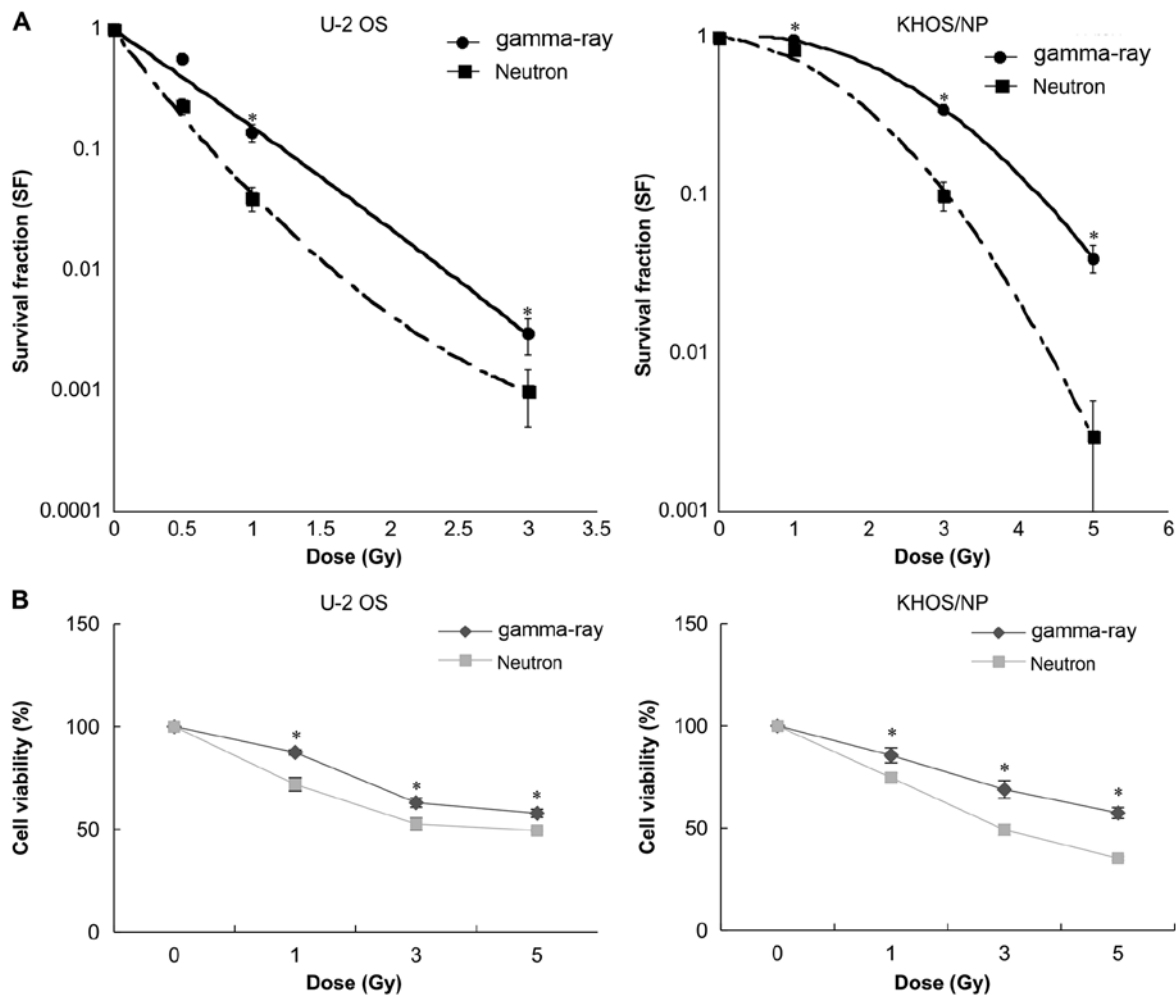 A
U-2 OS
gamma-ray
Neutron
Survival fraction (SF)
1
0.1
0.01
0.001
0.0001
*
*
0 0.5 1 1.5 2 2.5 3 3.5
Dose (Gy)
KHOS/NP
gamma-ray
Neutron
Survival fraction (SF)
1
0.1
0.01
0.001
*
*
*
0 1 2 3 4 5 6
Dose (Gy)
B
U-2 OS
gamma-ray
Neutron
Cell viability (%)
150
100
50
0
*
*
*
0 1 3 5
Dose (Gy)
KHOS/NP
gamma-ray
Neutron
Cell viability (%)
150
100
50
0
*
*
*
0 1 3 5
Dose (Gy)